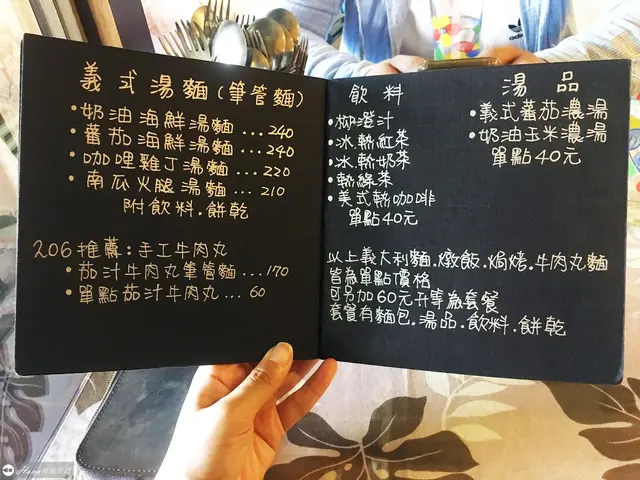 義式湯麵(筆管麵)
•奶油海鮮湯麵...240
•蕃茄海鮮湯麵...240
•咖哩雞丁湯麵...220
•南瓜火腿湯麵...210
附飲料.餅乾
206推薦:手工牛肉丸
•茄汁牛肉丸筆管麵...170
•單點茄汁牛肉丸...60
飲料
•柳橙汁
•冰.熱紅茶
•冰.熱奶茶
•熱綠茶
•美式熱咖啡
單點40元
湯品
•義式蕃茄濃湯
•奶油玉米濃湯
單點40元
以上義大利麵.燉飯.焗烤.牛肉丸麵
皆為單點價格
可另加60元升等為套餐
套餐有麵包.湯品.飲料.餅乾
adidas